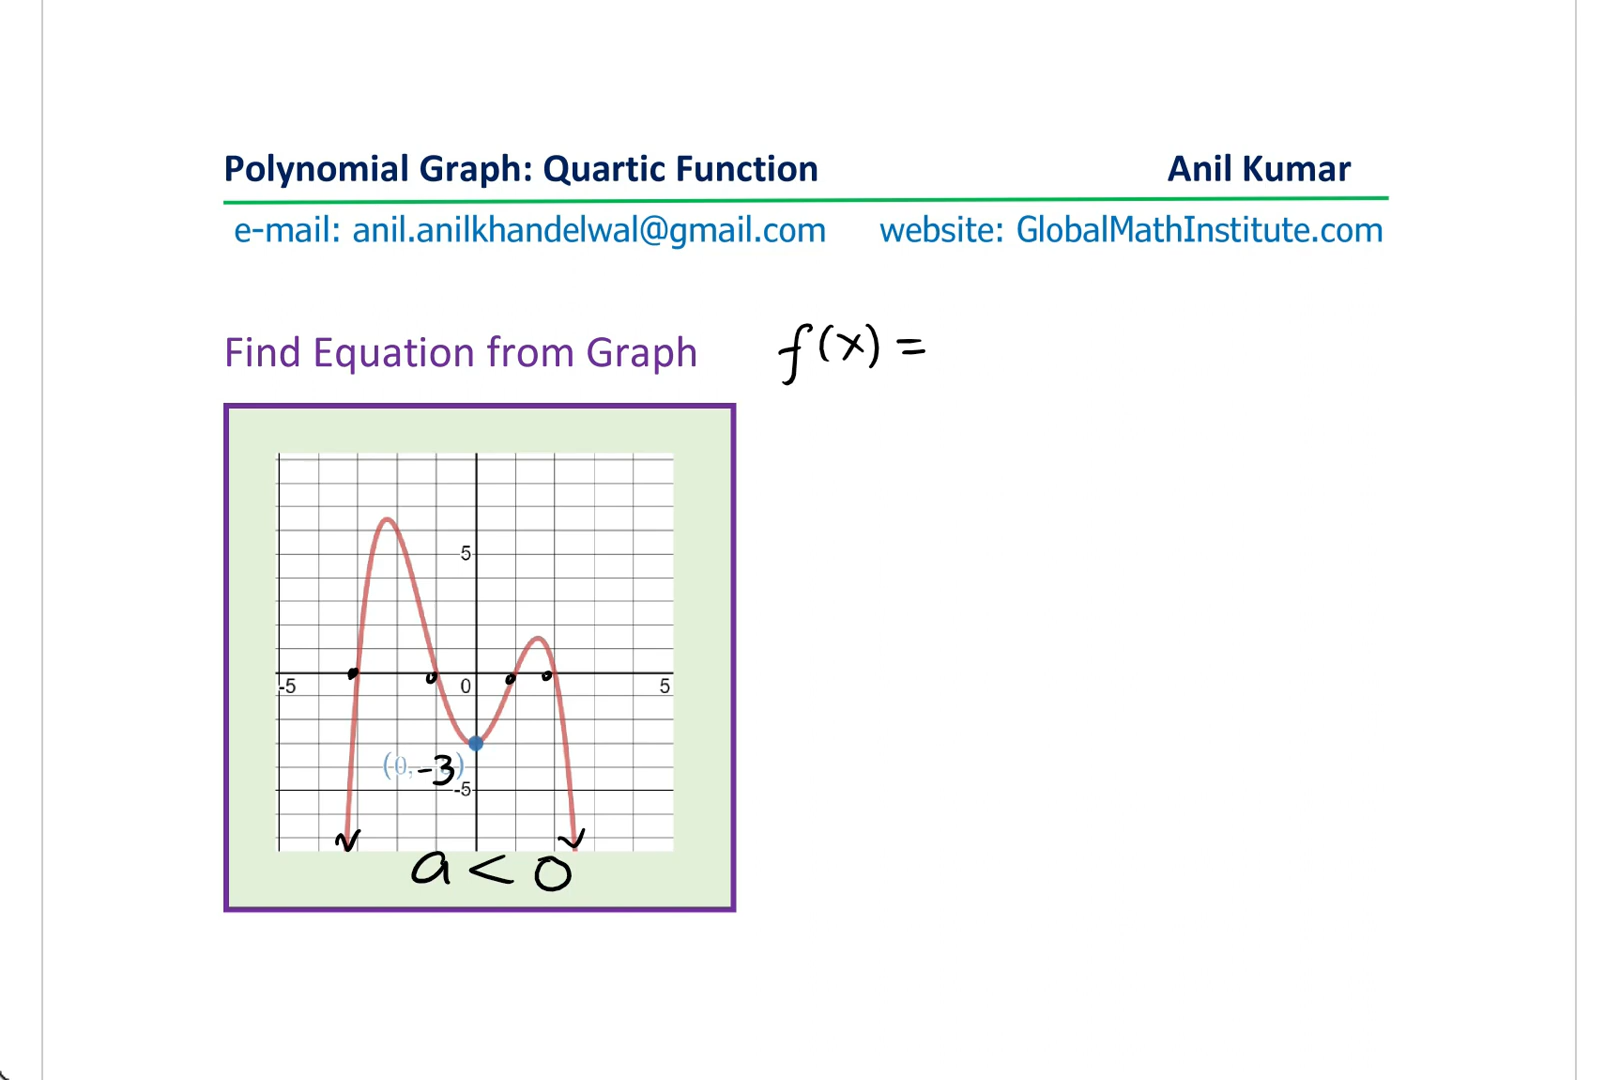 Polynomial Graph: Quartic Function Anil Kumar
e-mail: anil.anilkhandelwal@gmail.com website: GlobalMathInstitute.com
Find Equation from Graph f(x) =
5
-5 0 5
(0, -3)
-5
a < 0